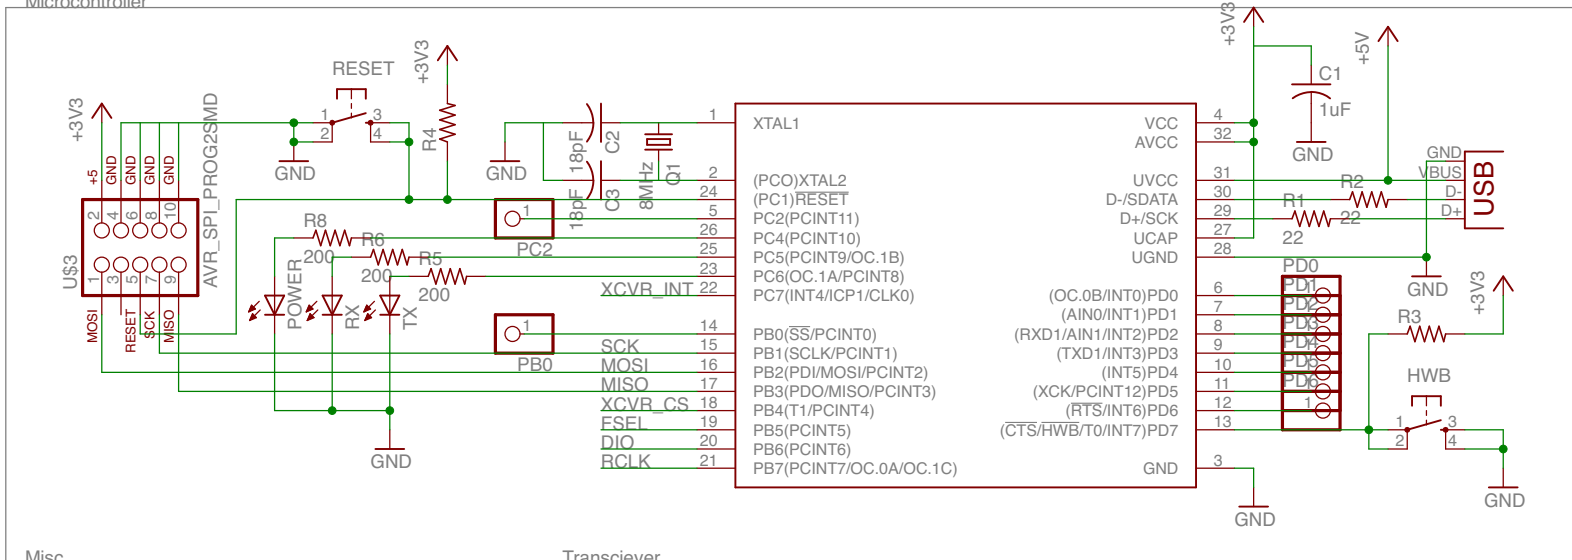 Microcontroller
+3V3
+5
GND
GND
GND
GND
2
4
6
8
10
1
3
5
7
9
U$3
AVR_SPI_PROG2SMD
MOSI
RESET
SCK
MISO
RESET
1
2
3
4
GND
+3V3
R4
GND
18pF
C2
18pF
C3
8MHz
Q1
1
PC2
R8
200
R6
200
R5
200
POWER
RX
TX
GND
1
PB0
XCVR_INT
SCK
MOSI
MISO
XCVR_CS
FSEL
DIO
RCLK
1 XTAL1
2 (PCO)XTAL2
24 (PC1)RESET
5 PC2(PCINT11)
26 PC4(PCINT10)
25 PC5(PCINT9/OC.1B)
23 PC6(OC.1A/PCINT8)
22 PC7(INT4/ICP1/CLK0)
14 PB0(SS/PCINT0)
15 PB1(SCLK/PCINT1)
16 PB2(PDI/MOSI/PCINT2)
17 PB3(PDO/MISO/PCINT3)
18 PB4(T1/PCINT4)
19 PB5(PCINT5)
20 PB6(PCINT6)
21 PB7(PCINT7/OC.0A/OC.1C)
VCC 4
AVCC 32
UVCC 31
D-/SDATA 30
D+/SCK 29
UCAP 27
UGND 28
(OC.0B/INT0)PD0 6
(AIN0/INT1)PD1 7
(RXD1/AIN1/INT2)PD2 8
(TXD1/INT3)PD3 9
(INT5)PD4 10
(XCK/PCINT12)PD5 11
(RTS/INT6)PD6 12
(CTS/HWB/T0/INT7)PD7 13
GND 3
GND
+3V3
C1
1uF
GND
+5V
R1
22
R2
22
GND
VBUS
D-
D+
USB
GND
PD0
PD1
PD2
PD3
PD4
PD5
PD6
1
R3
+3V3
HWB
1
2
3
4
GND
Misc
Transciever